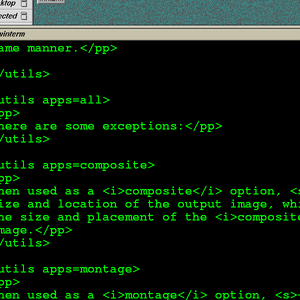 ktop
ected
winterm
ame manner.</pp>
/utils>
utils apps=all>
pp>
here are some exceptions:</pp>
/utils>
utils apps=composite>
pp>
hen used as a <i>composite</i> option, <s
ize and location of the output image, whi
he size and placement of the <i>composite
mage.</pp>
/utils>
utils apps=montage>
pp>
hen used as a <i>montage</i> option, <s>